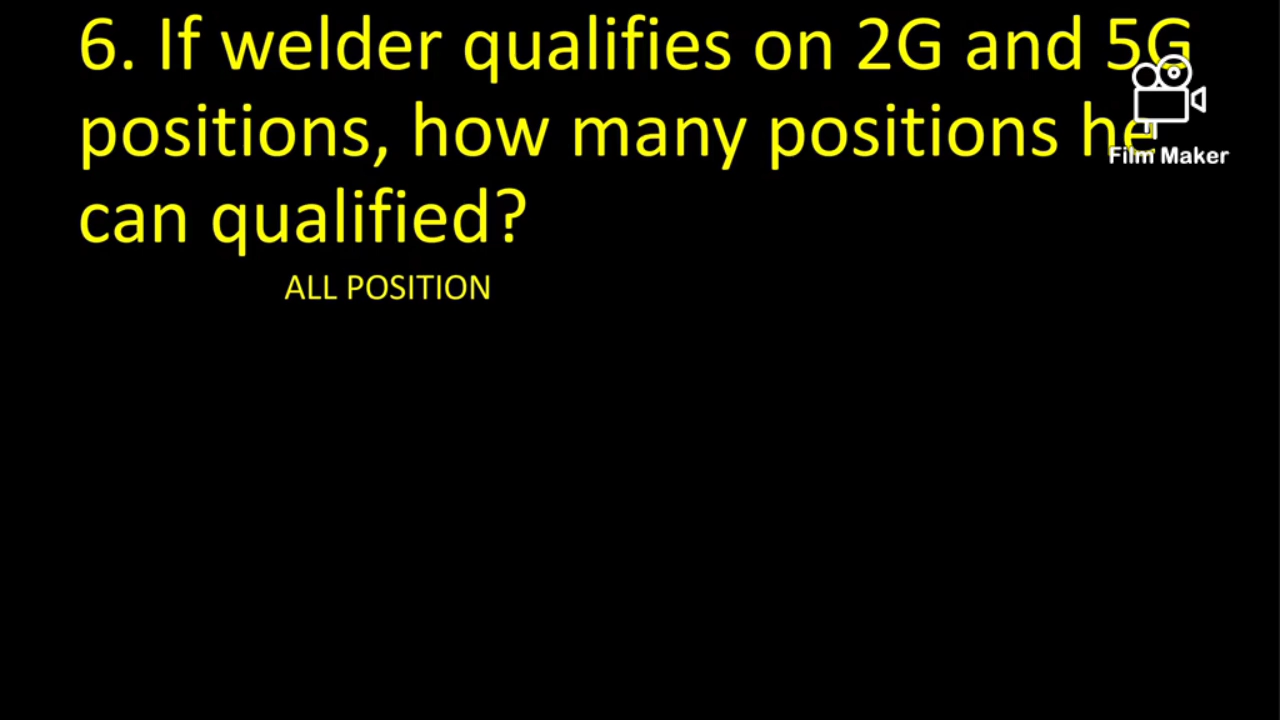 6. If welder qualifies on 2G and 5G
positions, how many positions he
can qualified?
Film Maker
ALL POSITION